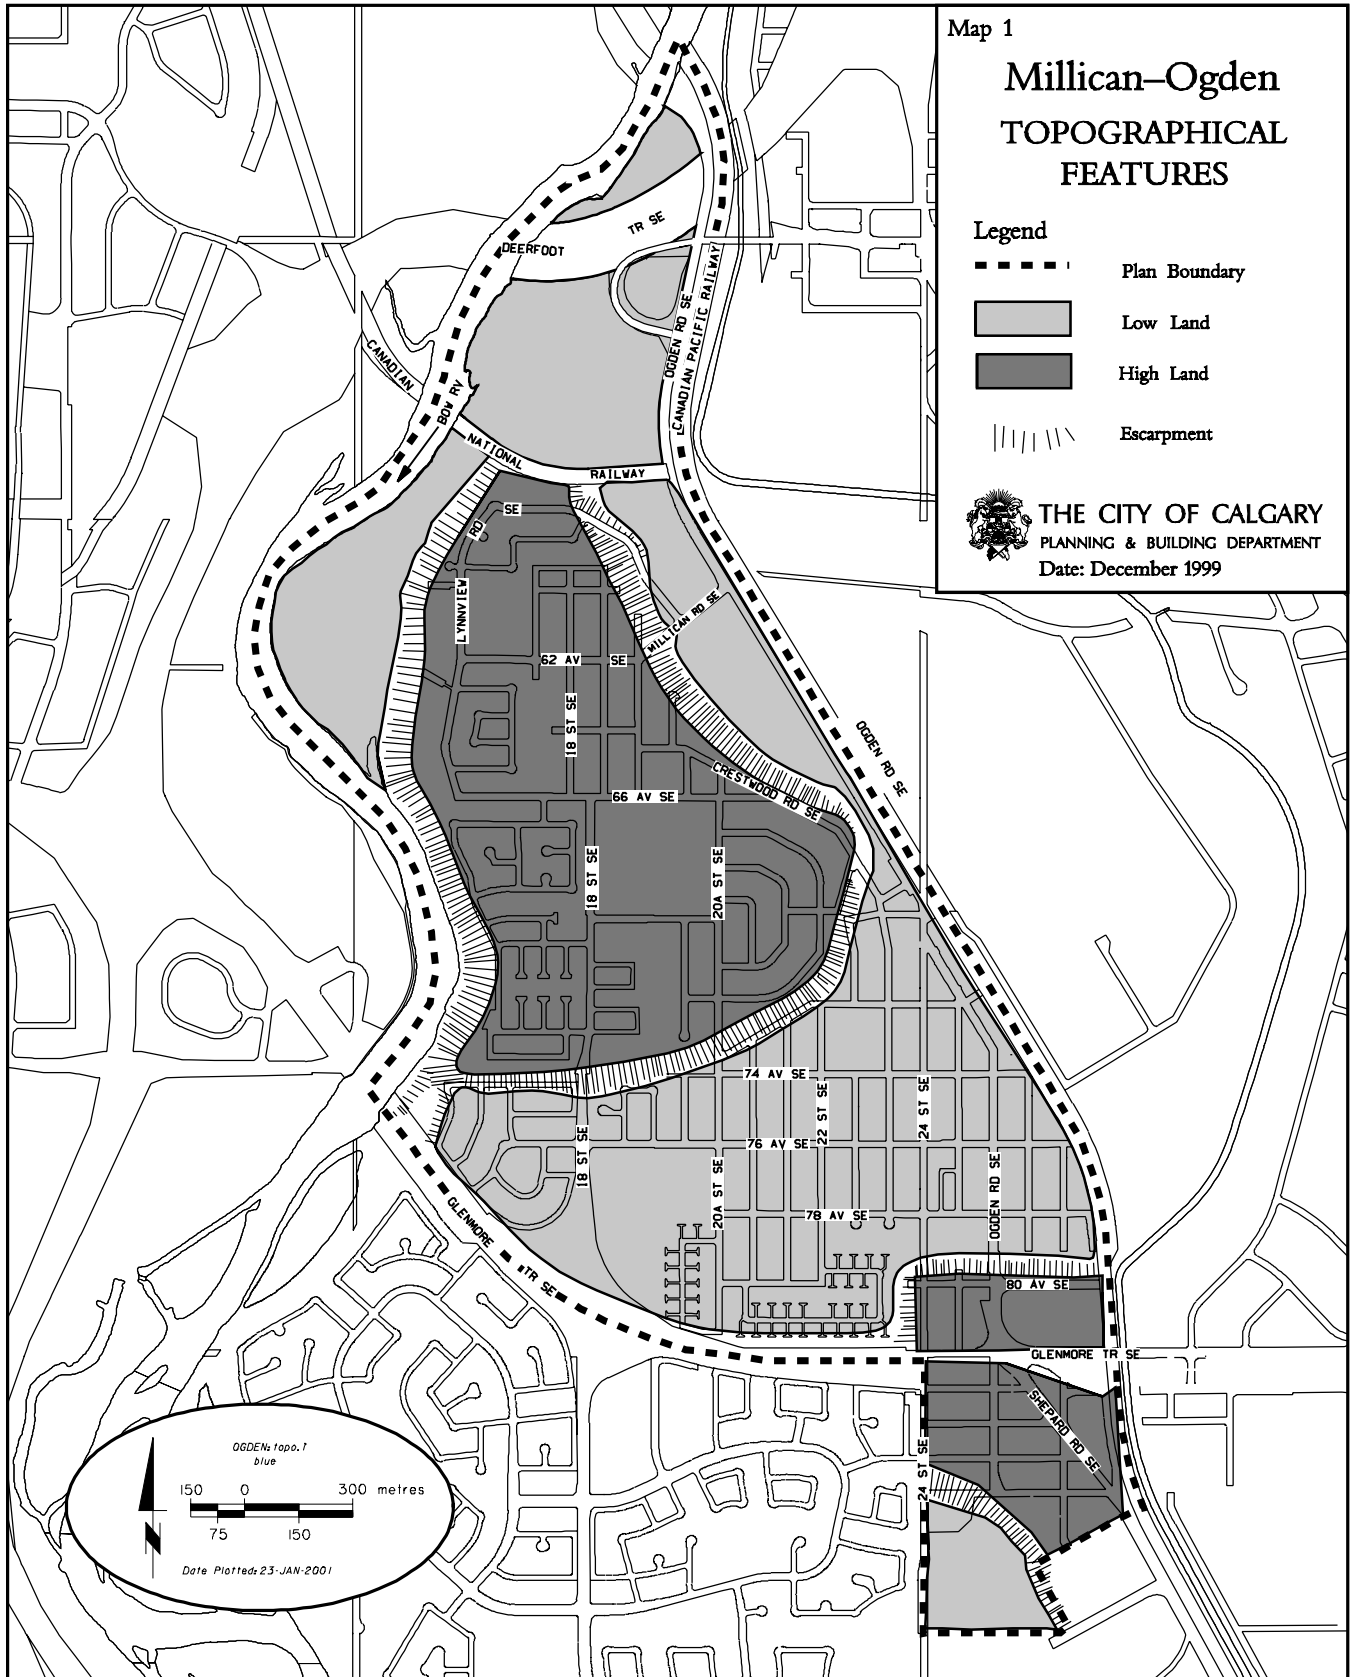 Map 1
Millican–Ogden
TOPOGRAPHICAL
FEATURES
Legend
Plan Boundary
Low Land
High Land
Escarpment
THE CITY OF CALGARY
PLANNING & BUILDING DEPARTMENT
Date: December 1999
DEERFOOT
TR SE
OGDEN RD SE
CANADIAN PACIFIC RAILWAY
CANADIAN
BOW RV
NATIONAL
RAILWAY
RD
SE
LYNNVIEW
MILLICAN RD SE
62 AV
SE
18 ST SE
OGDEN RD SE
CRESTWOOD RD SE
66 AV SE
18 ST SE
20A ST SE
74 AV SE
22 ST SE
24 ST SE
76 AV SE
18 ST SE
20A ST SE
OGDEN RD SE
78 AV SE
GLENMORE
TR SE
80 AV SE
GLENMORE TR SE
SHEPARD RD SE
24 ST SE
OGDEN: topo.1
blue
150 0 300 metres
75 150
Date Plotted: 23-JAN-2001